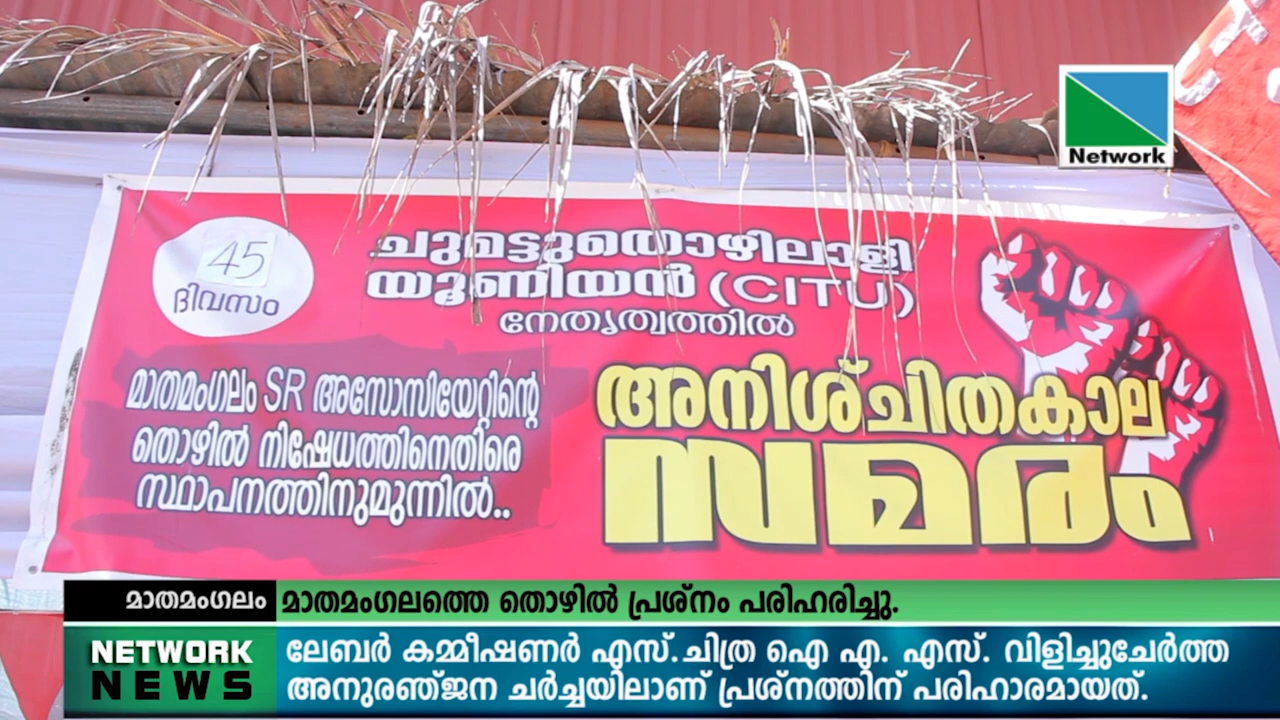 Network
45
ദിവസം
ചുമട്ടുതൊഴിലാളി
യൂണിയൻ (CITU)
നേതൃത്വത്തിൽ
മാതമംഗലം SR അസോസിയേറ്റിന്റെ
തൊഴിൽ നിഷേധത്തിനെതിരെ
സ്ഥാപനത്തിനുമുന്നിൽ..
അനിശ്ചിതകാല
സമരം
മാതമംഗലം
മാതമംഗലത്തെ തൊഴിൽ പ്രശ്നം പരിഹരിച്ചു.
NETWORK
NEWS
ലേബർ കമ്മീഷണർ എസ്.ചിത്ര ഐ എ. എസ്. വിളിച്ചുചേർത്ത
അനുരഞ്ജന ചർച്ചയിലാണ് പ്രശ്നത്തിന് പരിഹാരമായത്.